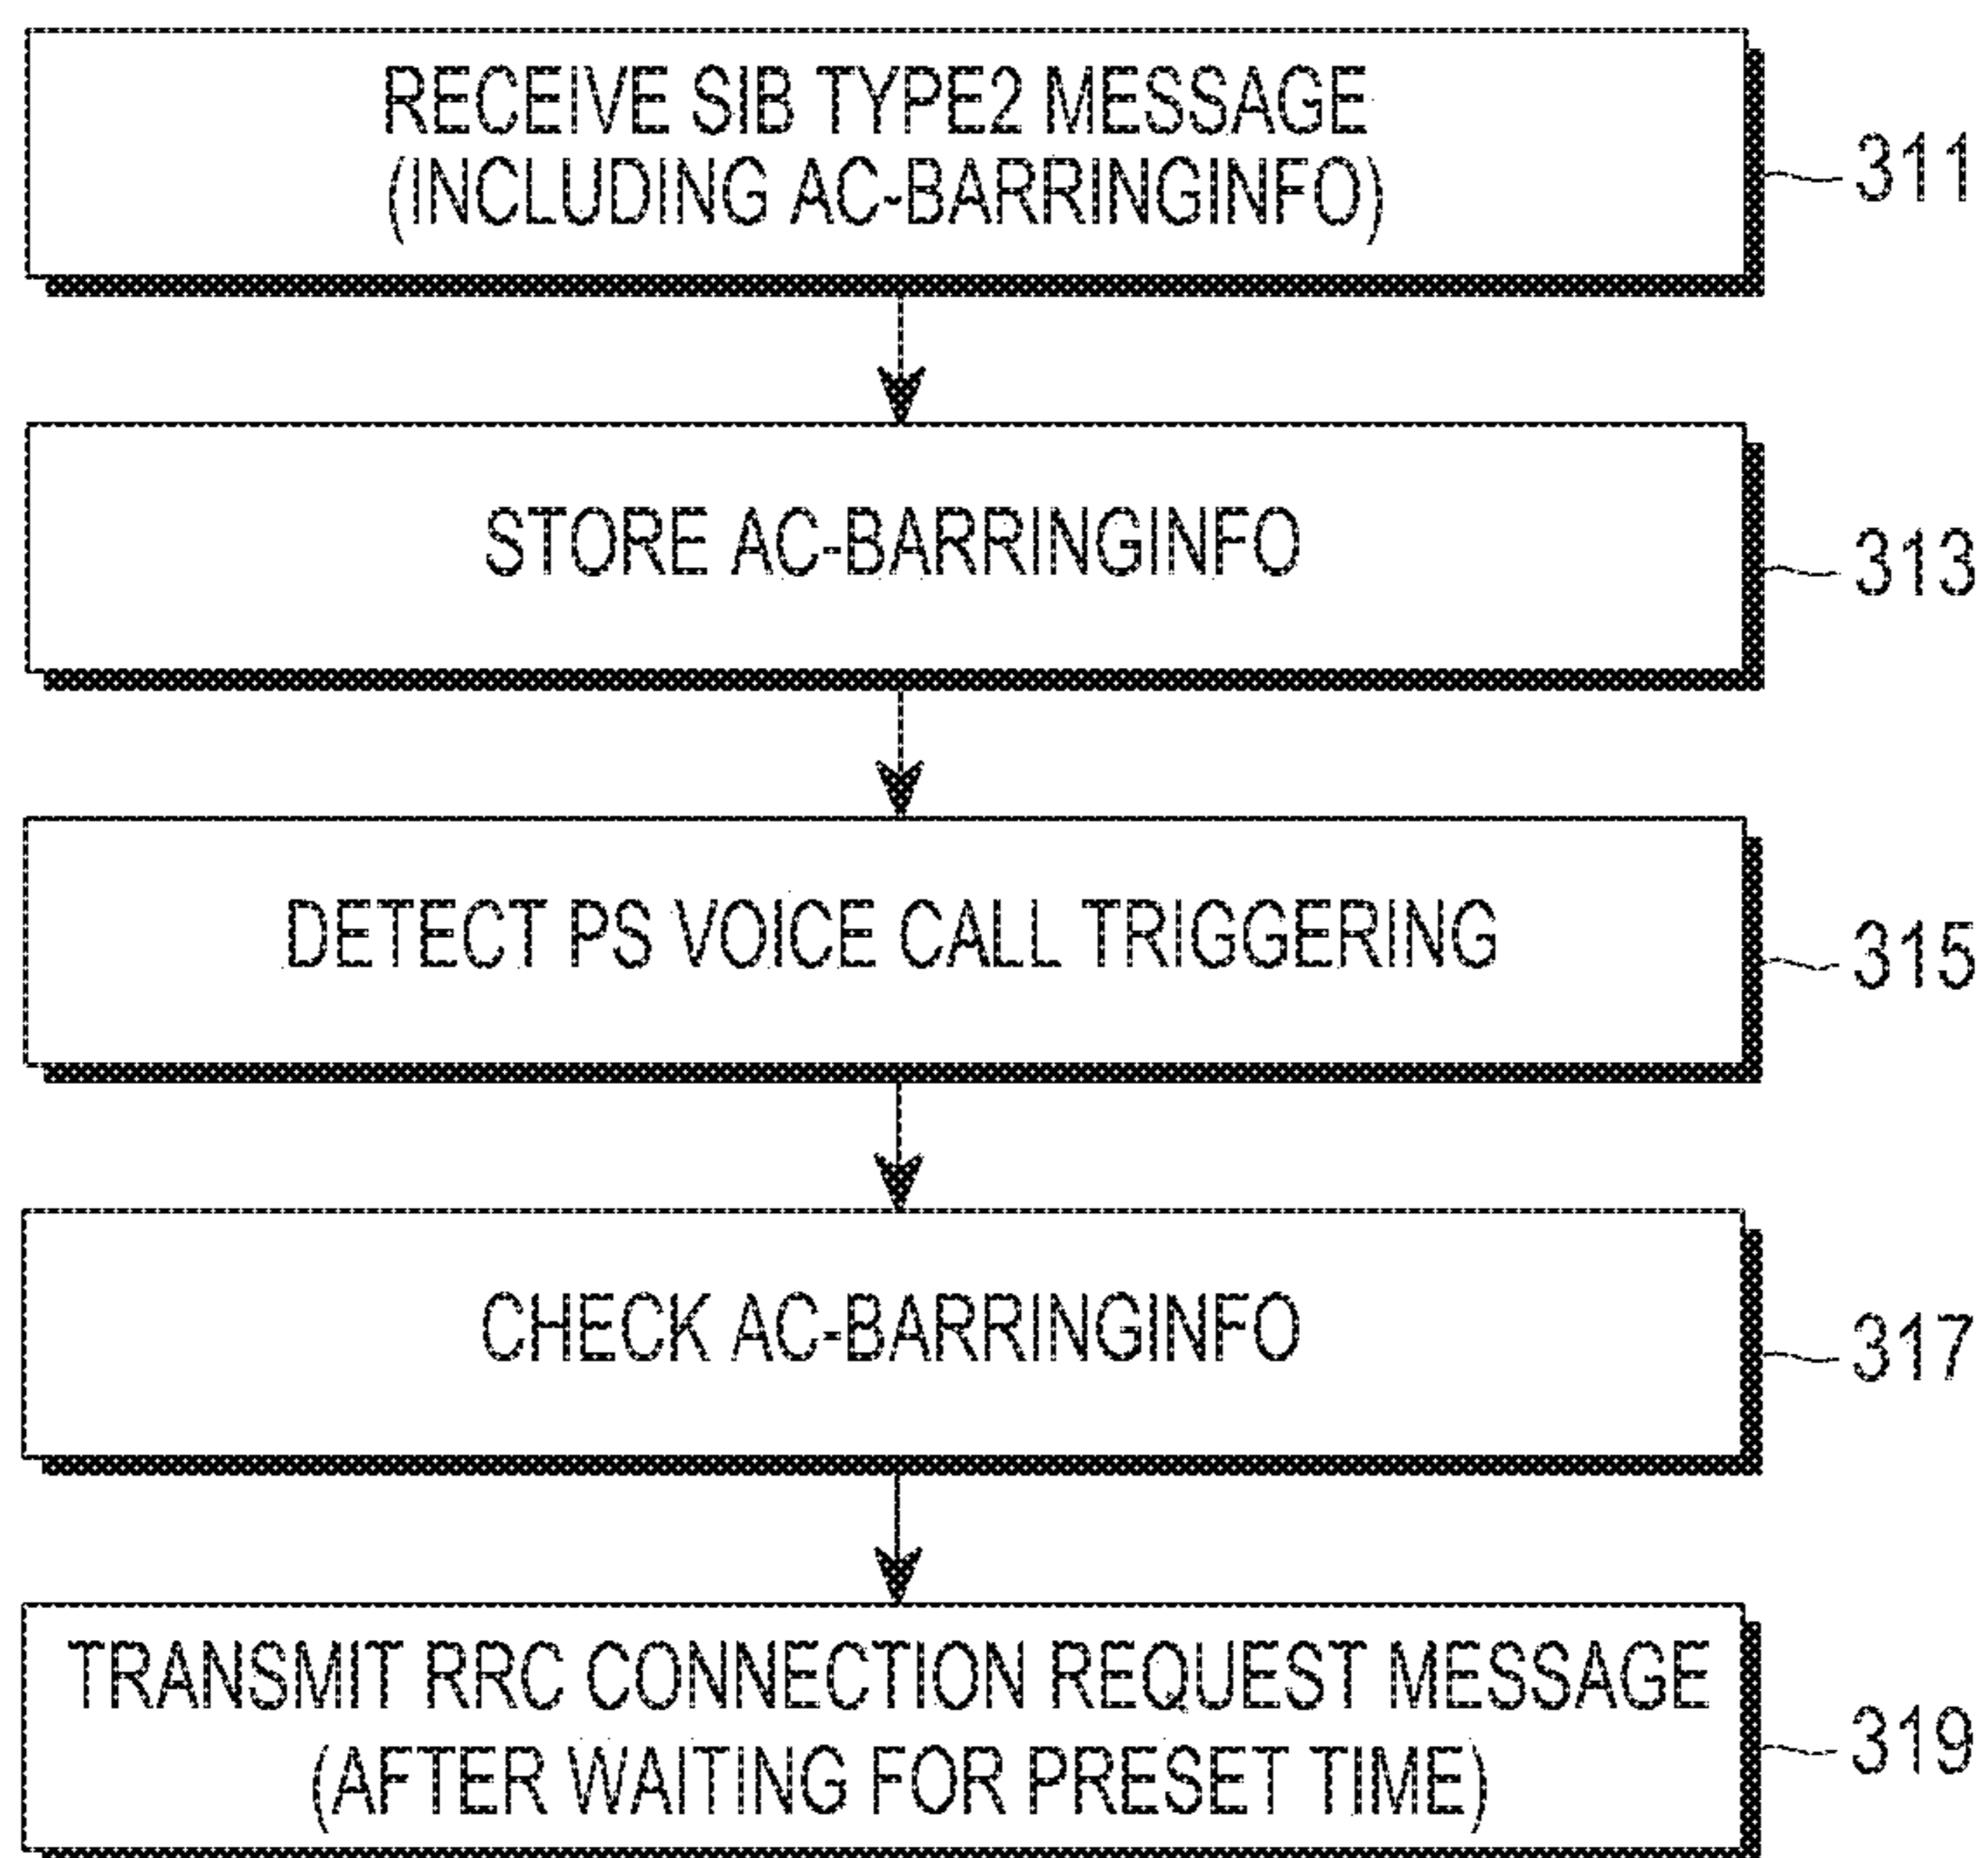 RECEIVE SIB TYPE2 MESSAGE
(INCLUDING AC-BARRINGINFO)
311
STORE AC-BARRINGINFO
313
DETECT PS VOICE CALL TRIGGERING
315
CHECK AC-BARRINGINFO
317
TRANSMIT RRC CONNECTION REQUEST MESSAGE
(AFTER WAITING FOR PRESET TIME)
319